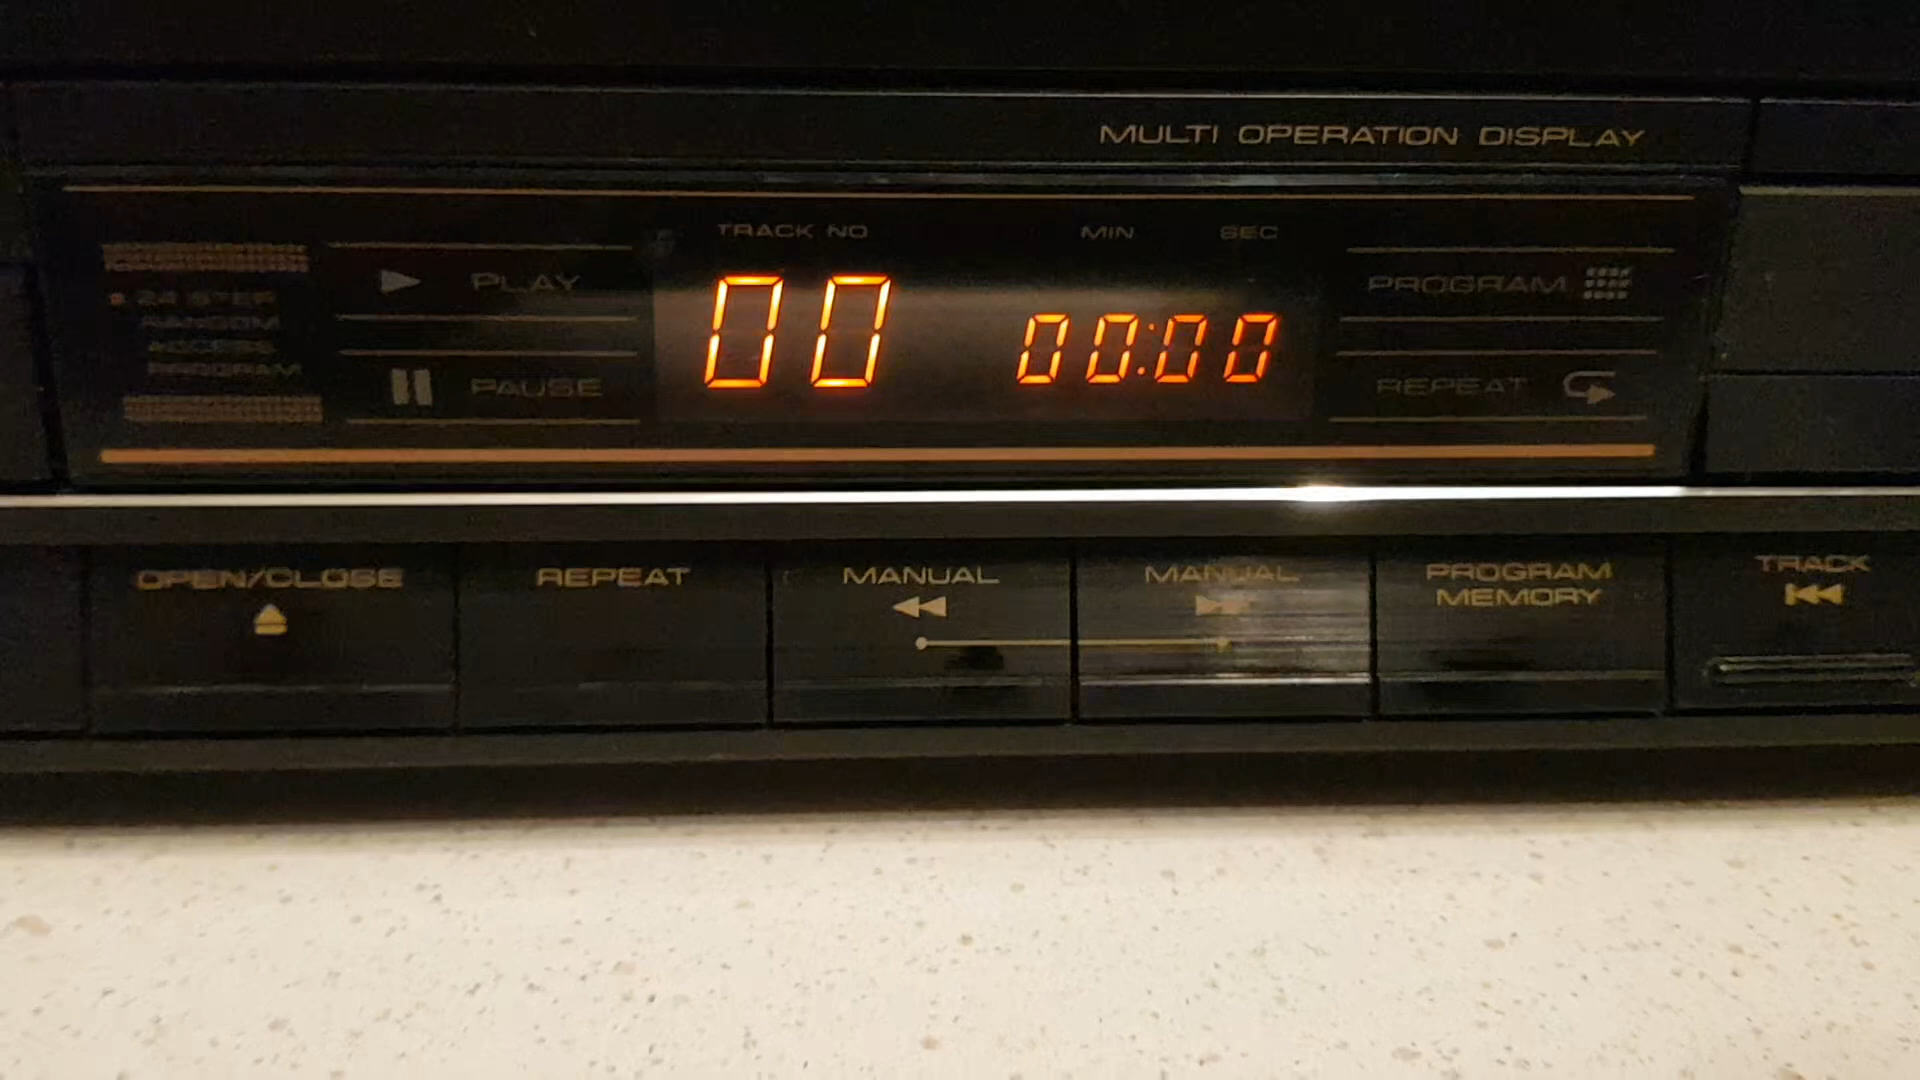 MULTI OPERATION DISPLAY
TRACK NO MIN SEC
24 STEP
RANDOM
ACCESS
PROGRAM
PLAY
PAUSE
00 00:00
PROGRAM
REPEAT
OPEN/CLOSE
REPEAT
MANUAL
MANUAL
PROGRAM
MEMORY
TRACK